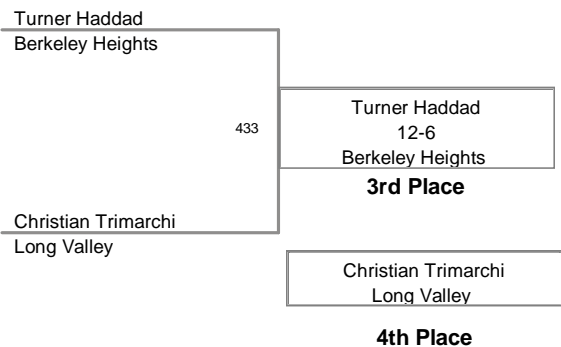 Turner Haddad
Berkeley Heights
433
Turner Haddad
12-6
Berkeley Heights
3rd Place
Christian Trimarchi
Long Valley
Christian Trimarchi
Long Valley
4th Place